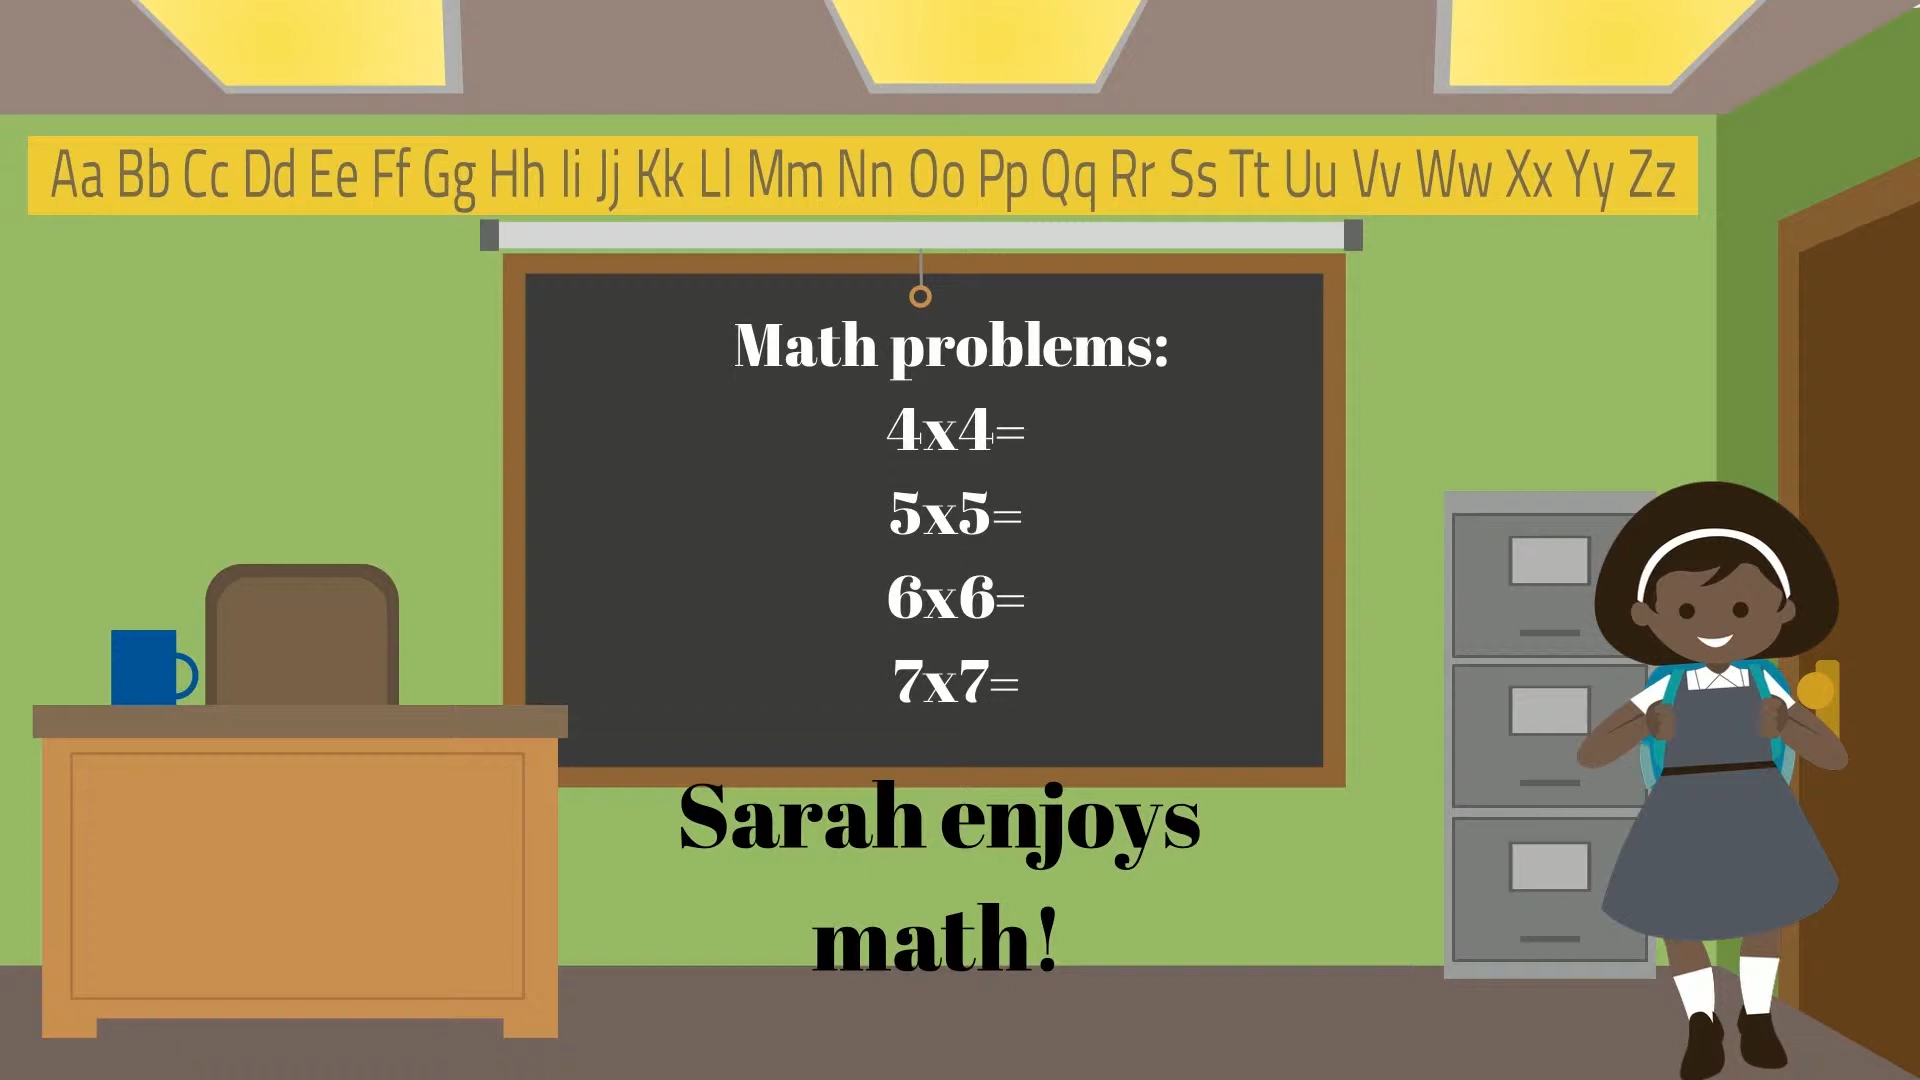 Aa Bb Cc Dd Ee Ff Gg Hh Ii Jj Kk Ll Mm Nn Oo Pp Qq Rr Ss Tt Uu Vv Ww Xx Yy Zz
Math problems:
4x4=
5x5=
6x6=
7x7=
Sarah enjoys
math!